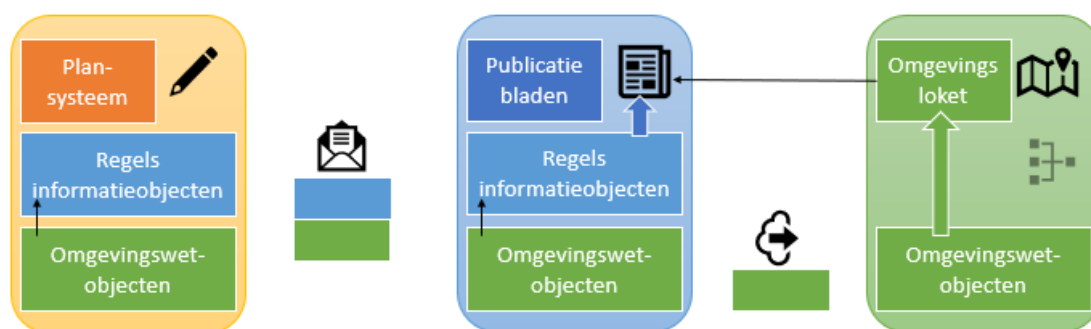 Plan-
systeem
Regels
informatieobjecten
Omgevingswet-
objecten
Publicatie
bladen
Regels
informatieobjecten
Omgevingswet-
objecten
Omgevings
loket
Omgevingswet-
objecten